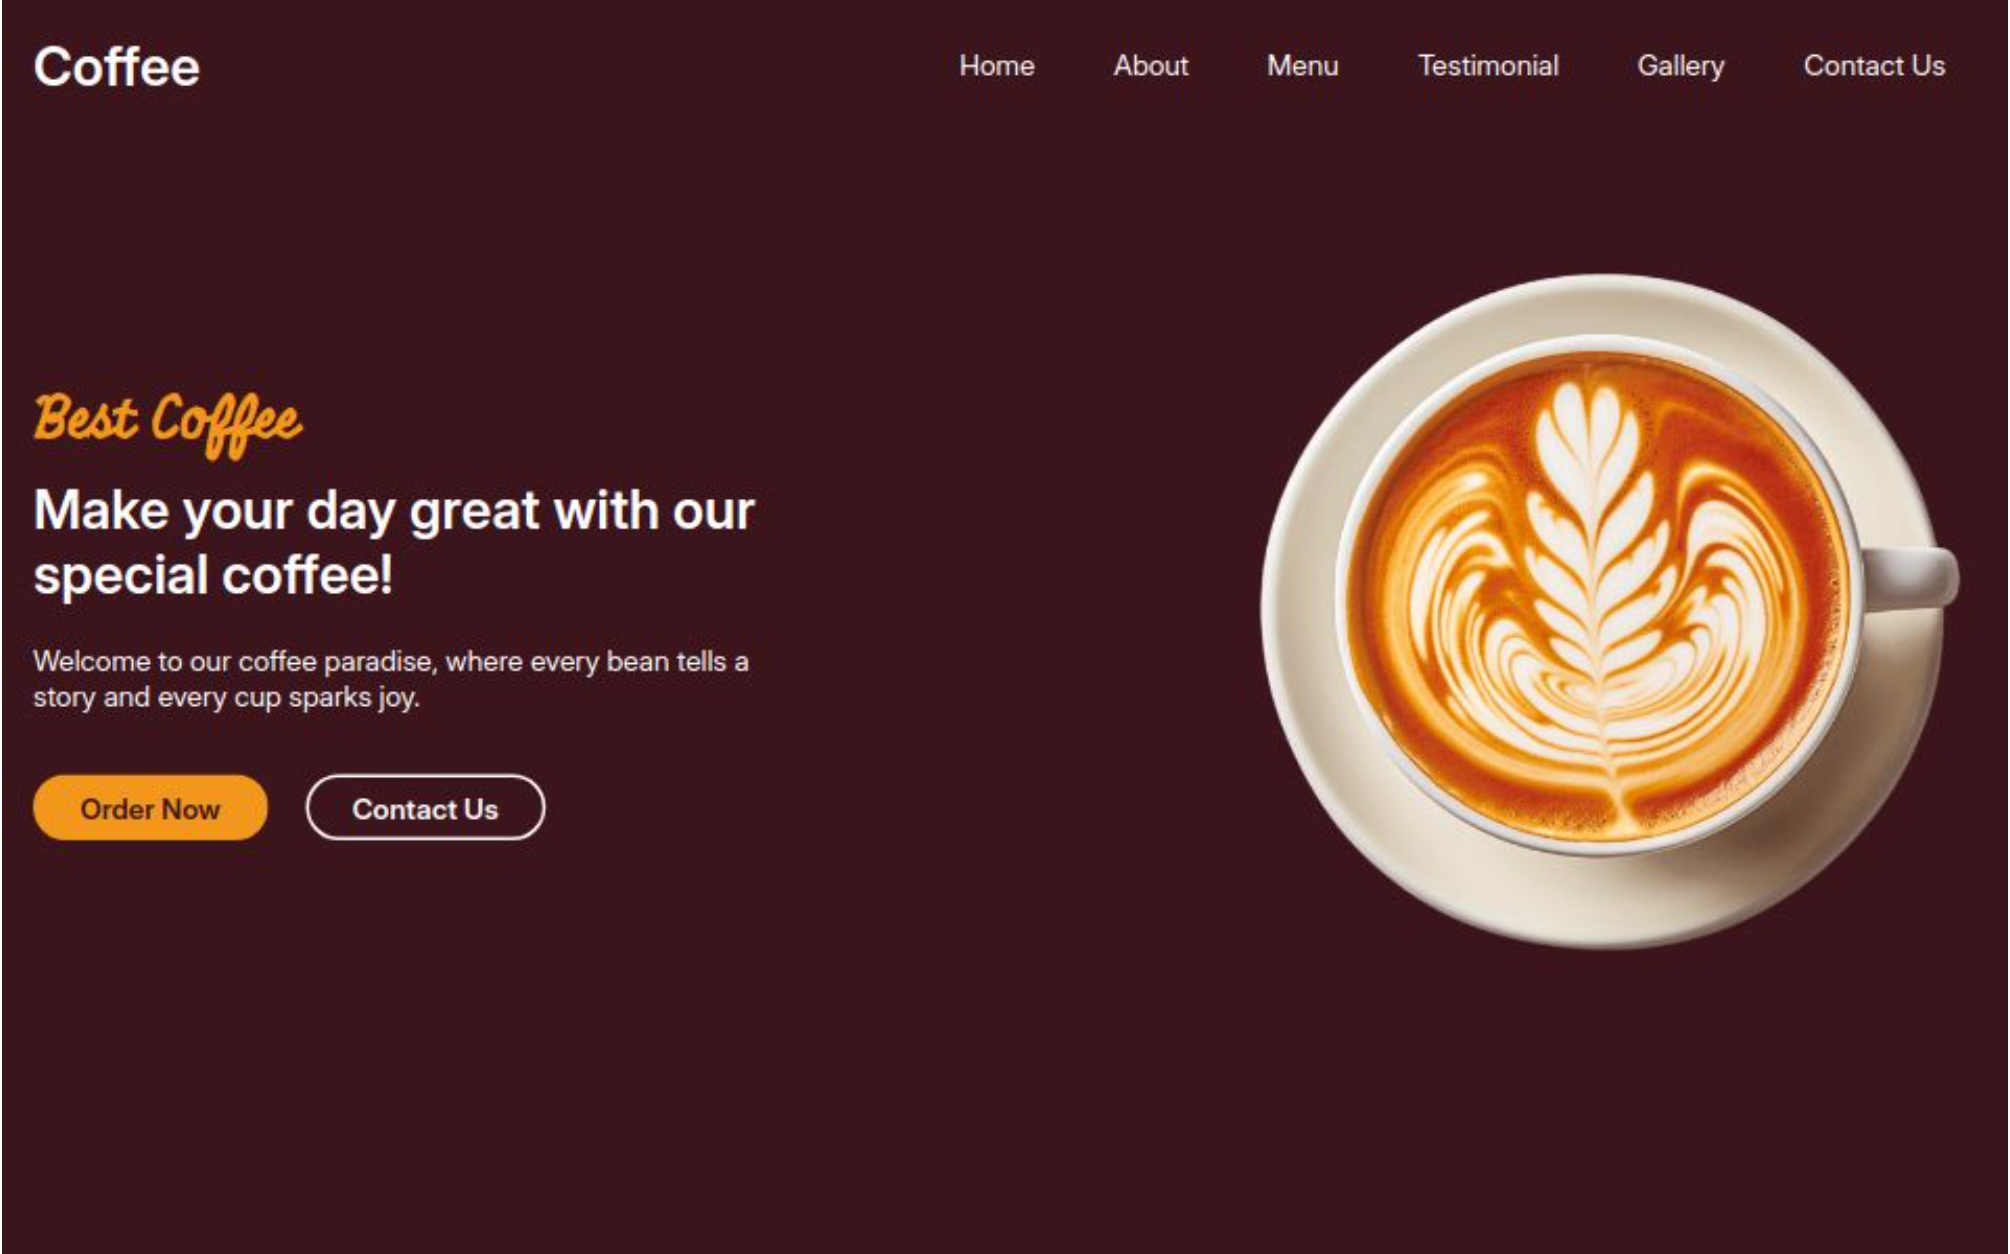 Coffee
Home About Menu Testimonial Gallery Contact Us
Best Coffee
Make your day great with our
special coffee!
Welcome to our coffee paradise, where every bean tells a
story and every cup sparks joy.
Order Now Contact Us